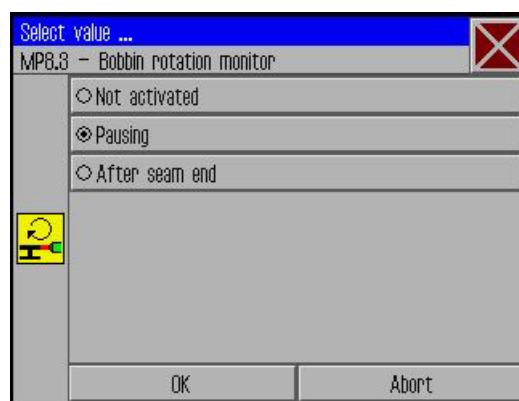 Select value ...
MP8.3 - Bobbin rotation monitor
Not activated
Pausing
After seam end
OK
Abort